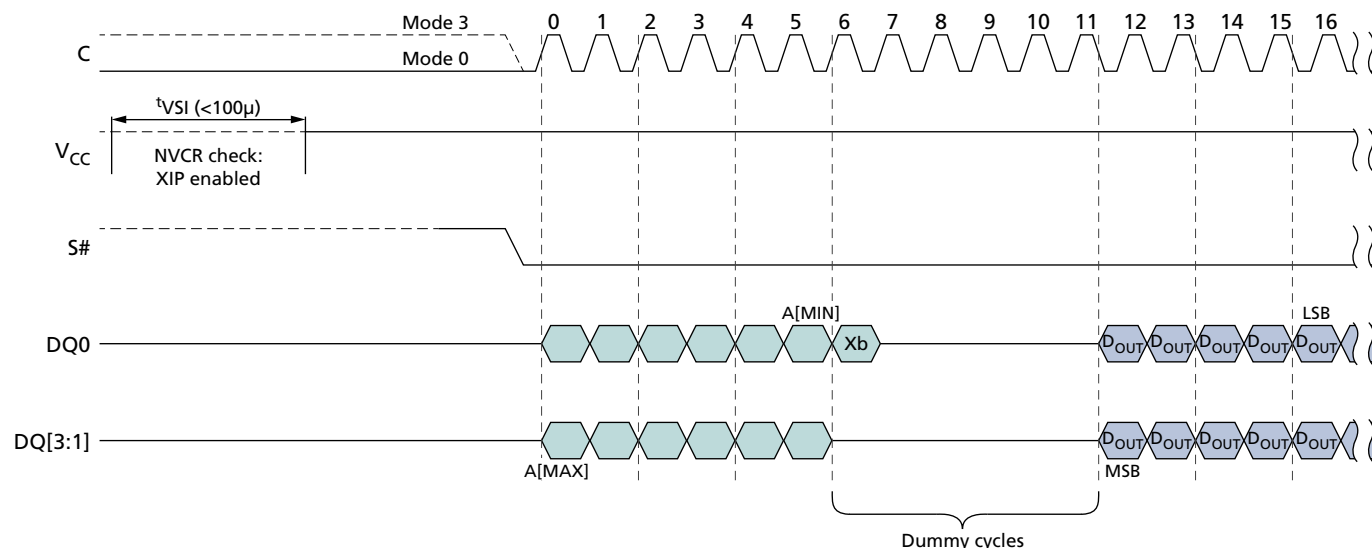 Mode 3
0 1 2 3 4 5 6 7 8 9 10 11 12 13 14 15 16
C
Mode 0
tVSI (<100μ)
VCC
NVCR check:
XIP enabled
S#
A[MIN]
LSB
DQ0
Xb
DOUT DOUT DOUT DOUT DOUT
DQ[3:1]
DOUT DOUT DOUT DOUT DOUT
A[MAX]
MSB
Dummy cycles